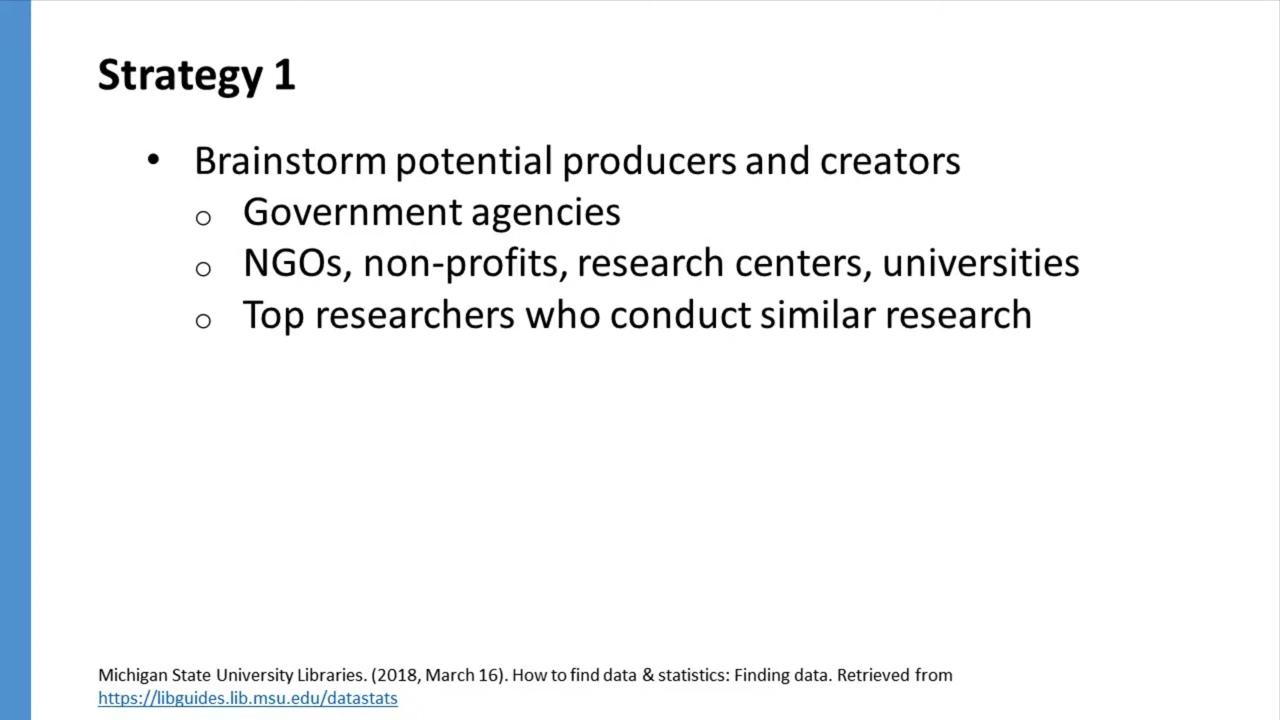 Strategy 1
• Brainstorm potential producers and creators
o Government agencies
o NGOs, non-profits, research centers, universities
o Top researchers who conduct similar research
Michigan State University Libraries. (2018, March 16). How to find data & statistics: Finding data. Retrieved from
https://libguides.lib.msu.edu/datastats